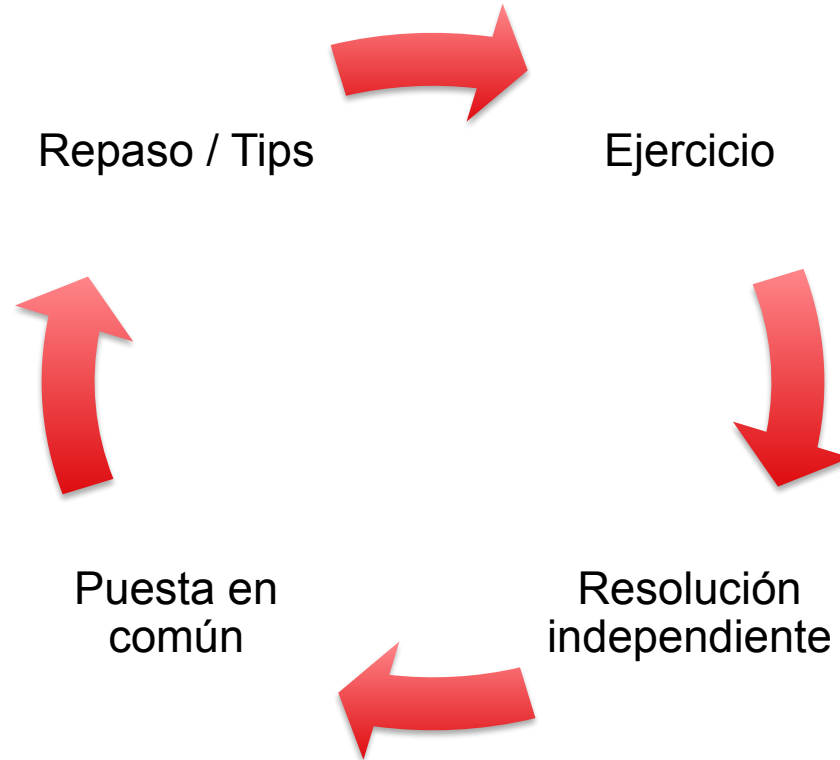 Repaso / Tips
Ejercicio
Resolución
independiente
Puesta en
común